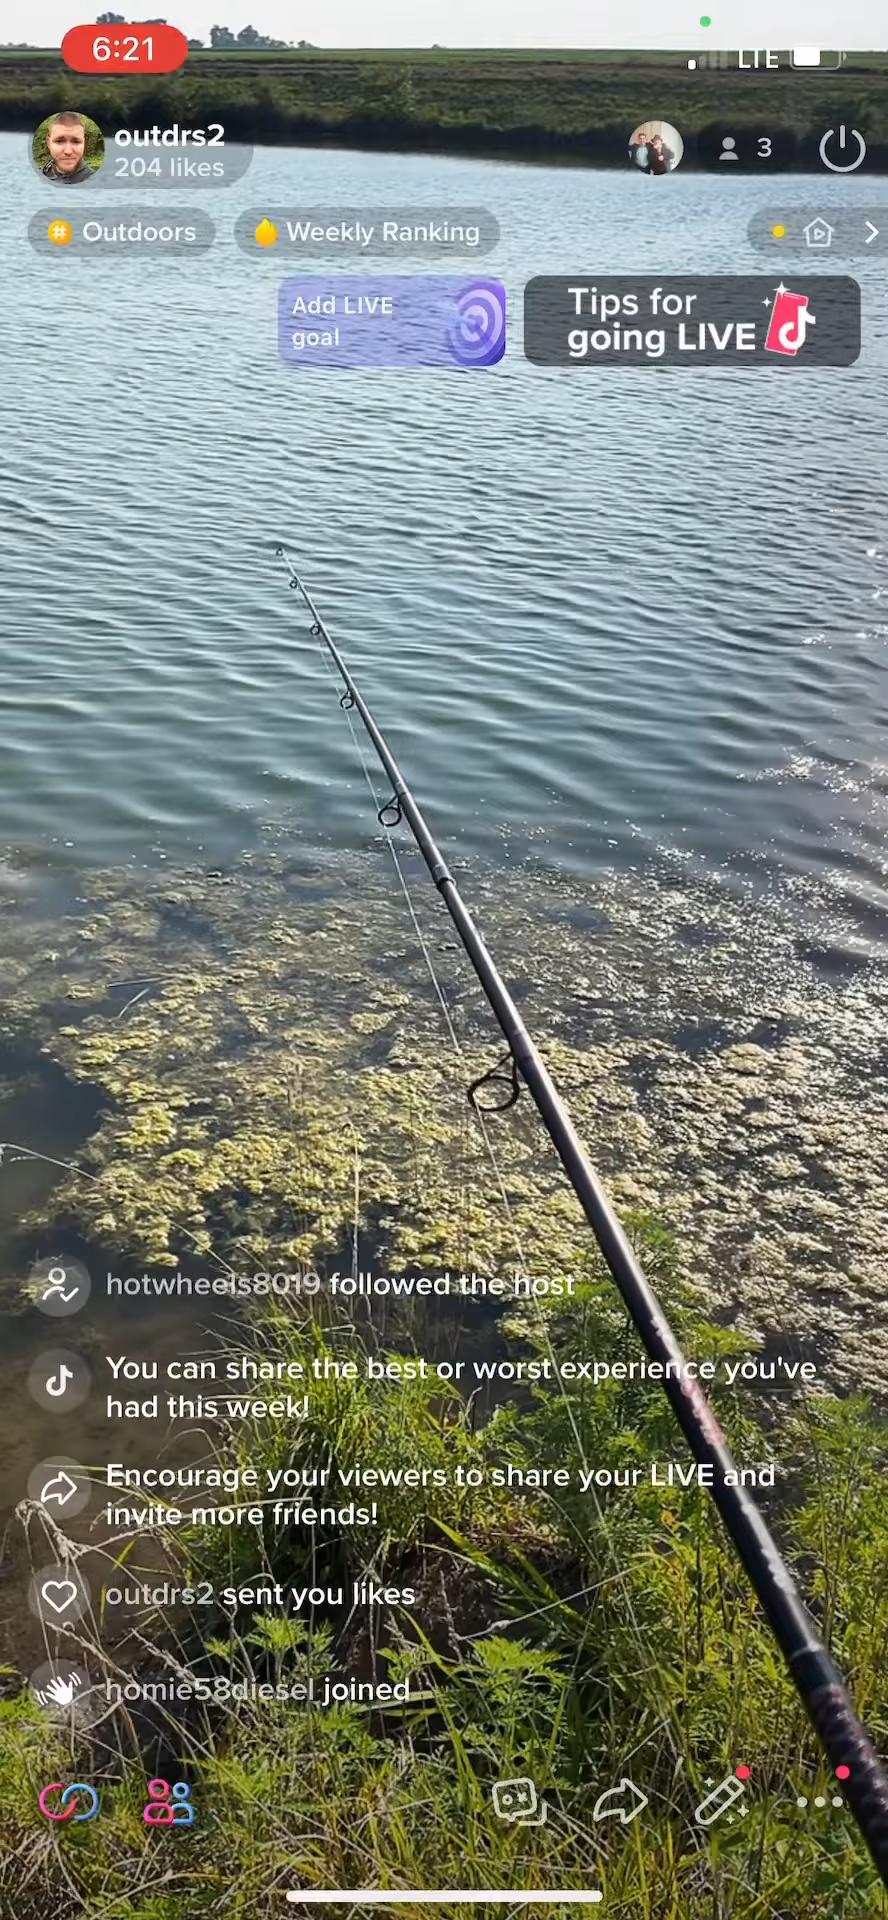 6:21
LTE
outdrs2
204 likes
3
Outdoors
Weekly Ranking
Add LIVE
goal
Tips for
going LIVE
hotwheels8019 followed the host
You can share the best or worst experience you've
had this week!
Encourage your viewers to share your LIVE and
invite more friends!
outdrs2 sent you likes
homie58diesel joined